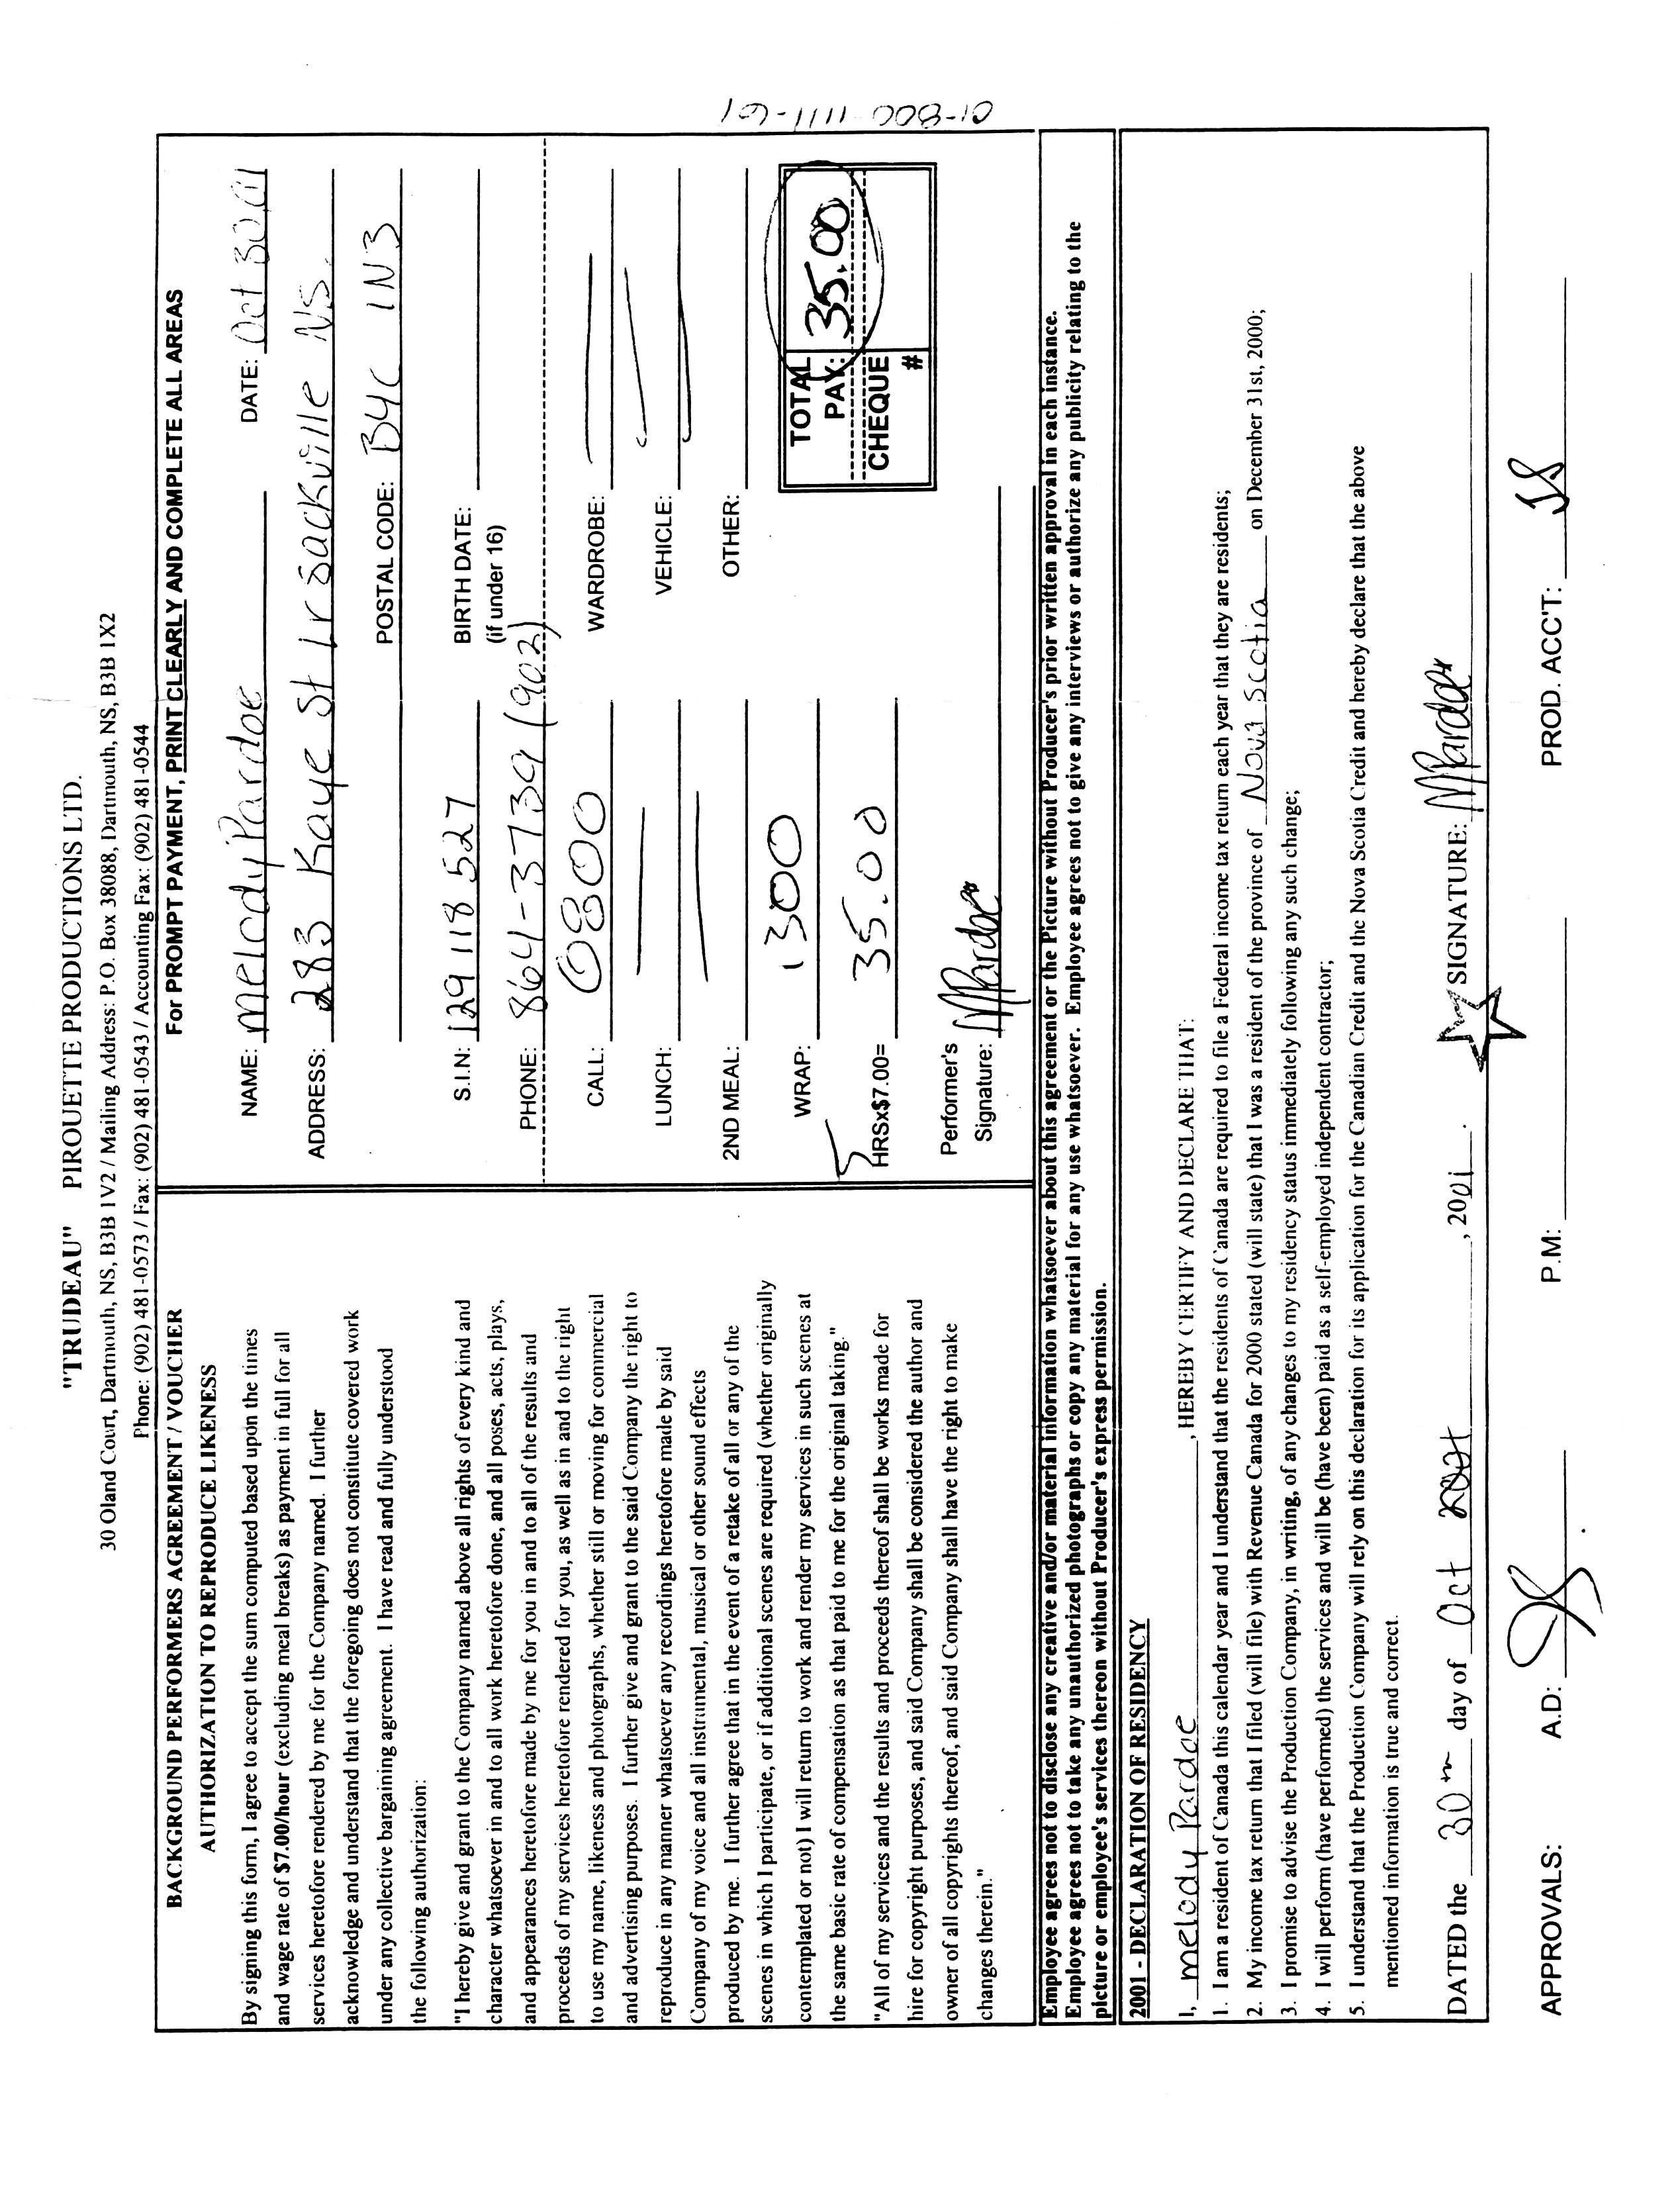 "TRUDEAU" PIROUETTE PRODUCTIONS LTD.
30 Oland Court, Dartmouth, NS, B3B 1V2 / Mailing Address: P.O. Box 38088, Dartmouth, NS, B3B 1X2
Phone: (902) 481-0573 / Fax: (902) 481-0543 / Accounting Fax: (902) 481-0544
BACKGROUND PERFORMERS AGREEMENT / VOUCHER
AUTHORIZATION TO REPRODUCE LIKENESS
By signing this form, I agree to accept the sum computed based upon the times
and wage rate of $7.00/hour (excluding meal breaks) as payment in full for all
services heretofore rendered by me for the Company named. I further
acknowledge and understand that the foregoing does not constitute covered work
under any collective bargaining agreement. I have read and fully understood
the following authorization:
"I hereby give and grant to the Company named above all rights of every kind and
character whatsoever in and to all work heretofore done, and all poses, acts, plays,
and appearances heretofore made by me for you in and to all of the results and
proceeds of my services heretofore rendered for you, as well as in and to the right
to use my name, likeness and photographs, whether still or moving for commercial
and advertising purposes. I further give and grant to the said Company the right to
reproduce in any manner whatsoever any recordings heretofore made by said
Company of my voice and all instrumental, musical or other sound effects
produced by me. I further agree that in the event of a retake of all or any of the
scenes in which I participate, or if additional scenes are required (whether originally
contemplated or not) I will return to work and render my services in such scenes at
the same basic rate of compensation as that paid to me for the original taking."
"All of my services and the results and proceeds thereof shall be works made for
hire for copyright purposes, and said Company shall be considered the author and
owner of all copyrights thereof, and said Company shall have the right to make
changes therein."
For PROMPT PAYMENT, PRINT CLEARLY AND COMPLETE ALL AREAS
NAME: Melody Pardoe DATE: Oct 30, 01
ADDRESS: 283 Kaye St Lr Sackville NS.
POSTAL CODE: B4C 1N3
S.I.N: 129 118 527 BIRTH DATE:
(if under 16)
PHONE: 864-3739 (902)
CALL: 0800 WARDROBE:
LUNCH: VEHICLE:
2ND MEAL: OTHER:
WRAP: 1300
TOTAL PAY: 35.00
5 HRSx$7.00= 35.00
CHEQUE #
Performer's
Signature: MPardoe
01-800-1111-61
Employee agrees not to disclose any creative and/or material information whatsoever about this agreement or the Picture without Producer's prior written approval in each instance.
Employee agrees not to take any unauthorized photographs or copy any material for any use whatsoever. Employee agrees not to give any interviews or authorize any publicity relating to the
picture or employee's services thereon without Producer's express permission.
2001 - DECLARATION OF RESIDENCY
I, melody Pardoe, HEREBY CERTIFY AND DECLARE THAT:
1. I am a resident of Canada this calendar year and I understand that the residents of Canada are required to file a Federal income tax return each year that they are residents;
2. My income tax return that I filed (will file) with Revenue Canada for 2000 stated (will state) that I was a resident of the province of Nova Scotia on December 31st, 2000;
3. I promise to advise the Production Company, in writing, of any changes to my residency status immediately following any such change;
4. I will perform (have performed) the services and will be (have been) paid as a self-employed independent contractor;
5. I understand that the Production Company will rely on this declaration for its application for the Canadian Credit and the Nova Scotia Credit and hereby declare that the above
mentioned information is true and correct.
DATED the 30th day of Oct, 2001. SIGNATURE: MPardoe
APPROVALS: A.D: P.M: PROD. ACC'T: